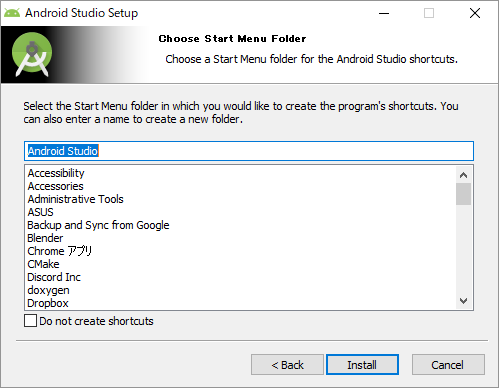 Android Studio Setup
Choose Start Menu Folder
Choose a Start Menu folder for the Android Studio shortcuts.
Select the Start Menu folder in which you would like to create the program's shortcuts. You
can also enter a name to create a new folder.
Android Studio
Accessibility
Accessories
Administrative Tools
ASUS
Backup and Sync from Google
Blender
Chrome アプリ
CMake
Discord Inc
doxygen
Dropbox
Do not create shortcuts
< Back
Install
Cancel